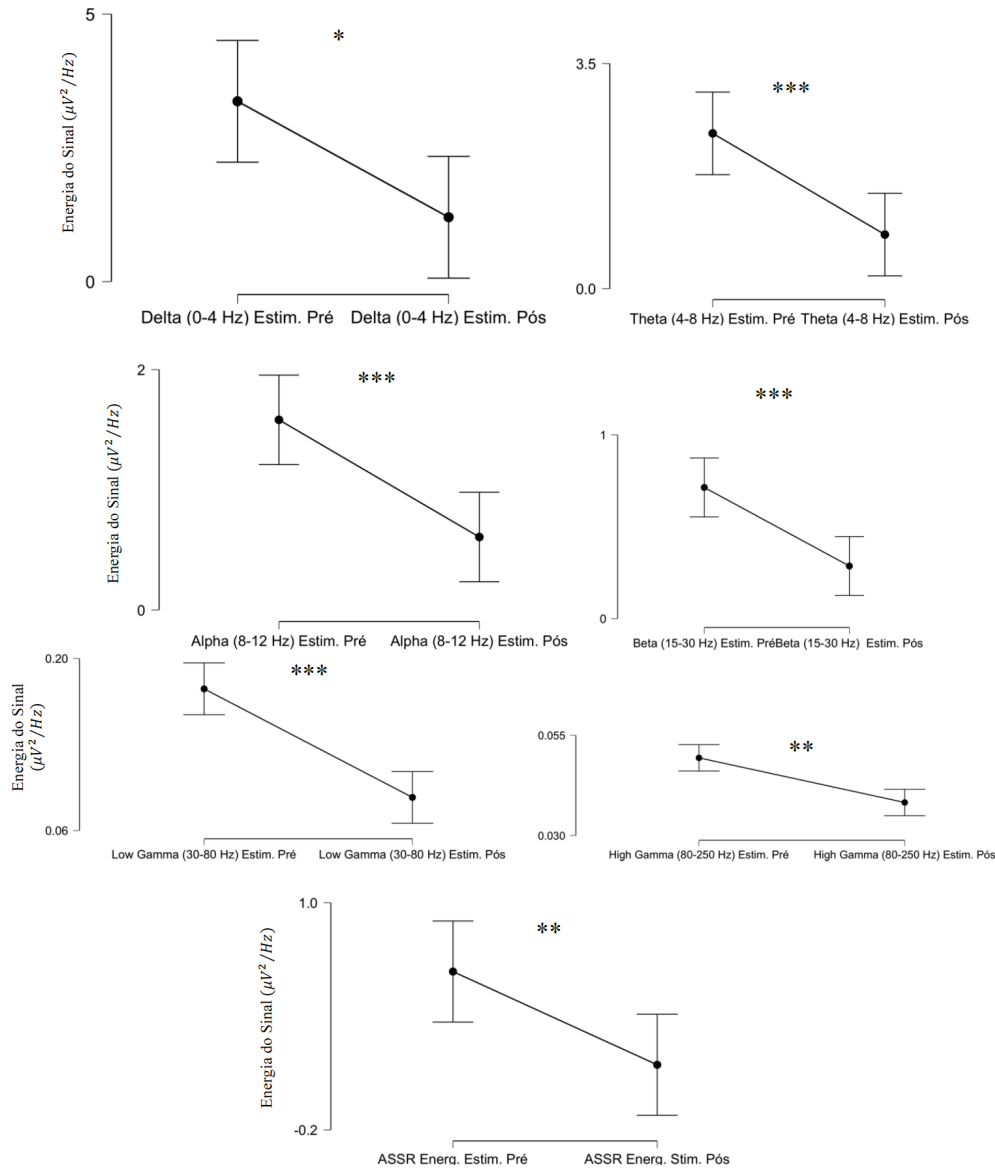 5
*
Energia do Sinal (μV²/Hz)
0
Delta (0-4 Hz) Estim. Pré Delta (0-4 Hz) Estim. Pós
3.5
***
0.0
Theta (4-8 Hz) Estim. Pré Theta (4-8 Hz) Estim. Pós
2
***
Energia do Sinal (μV²/Hz)
0
Alpha (8-12 Hz) Estim. Pré Alpha (8-12 Hz) Estim. Pós
***
1
0
Beta (15-30 Hz) Estim. PréBeta (15-30 Hz) Estim. Pós
0.20
***
Energia do Sinal
(μV²/Hz)
0.06
Low Gamma (30-80 Hz) Estim. Pré Low Gamma (30-80 Hz) Estim. Pós
0.055
**
0.030
High Gamma (80-250 Hz) Estim. Pré High Gamma (80-250 Hz) Estim. Pós
1.0
**
Energia do Sinal (μV²/Hz)
-0.2
ASSR Energ. Estim. Pré ASSR Energ. Stim. Pós